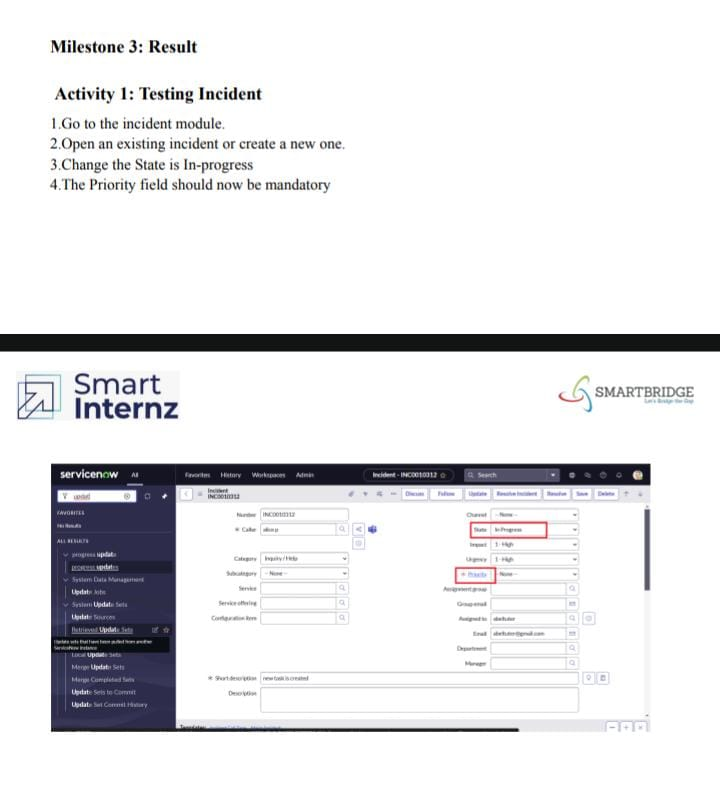 Milestone 3: Result
Activity 1: Testing Incident
1.Go to the incident module.
2.Open an existing incident or create a new one.
3.Change the State is In-progress
4.The Priority field should now be mandatory
Smart
Internz
SMARTBRIDGE
Let's Bridge the Gap
servicenow All Favorites History Workspaces Admin Incident - INC0010312 Search
updat
Incident
INC0010312
Discuss Follow Update Resolve Incident Resolve Save Delete
FAVORITES
No Results
ALL RESULTS
progress update
progress updates
System Data Management
Update Jobs
System Update Sets
Update Sources
Retrieved Update Sets
Update sets that have been pulled from another
ServiceNow instance
Local Update Sets
Merge Update Sets
Merge Completed Sets
Update Sets to Commit
Update Set Commit History
Number INC0010312
* Caller
Category Inquiry / Help
Subcategory -- None --
Service
Service offering
Configuration item
Channel -- None --
State In Progress
Impact 1 - High
Urgency 1 - High
* Priority -- None --
Assignment group
Group email
Assigned to
Email
Department
Manager
* Short description new task is created
Description